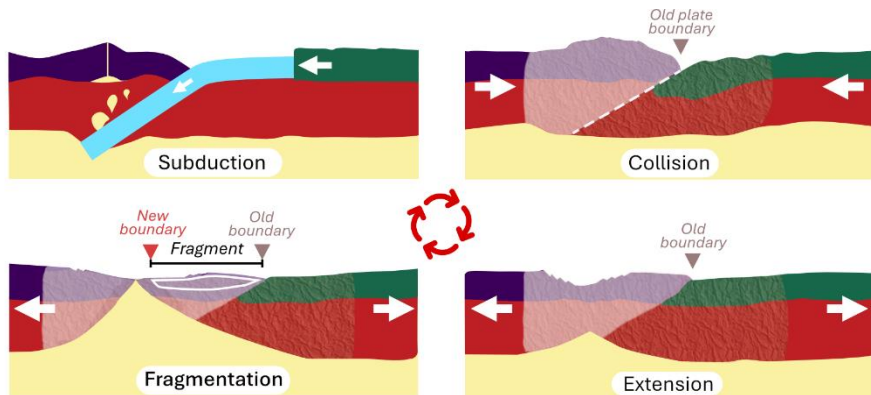 Subduction
Old plate
boundary
Collision
New
boundary
Fragment
Old
boundary
Fragmentation
Old
boundary
Extension